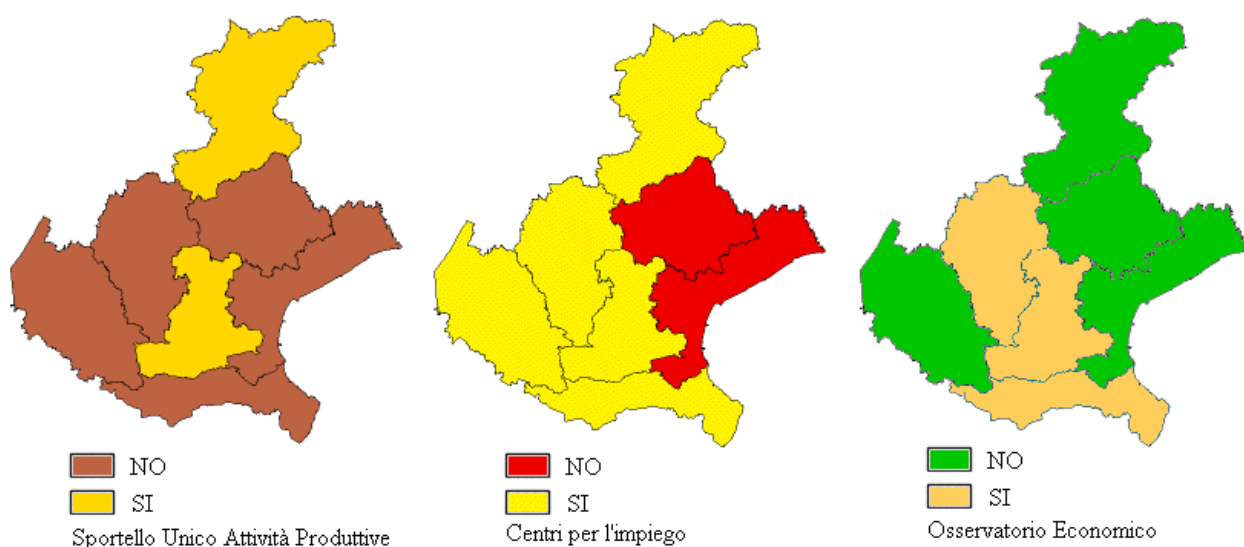 NO
SI
Sportello Unico Attività Produttive
NO
SI
Centri per l'impiego
NO
SI
Osservatorio Economico